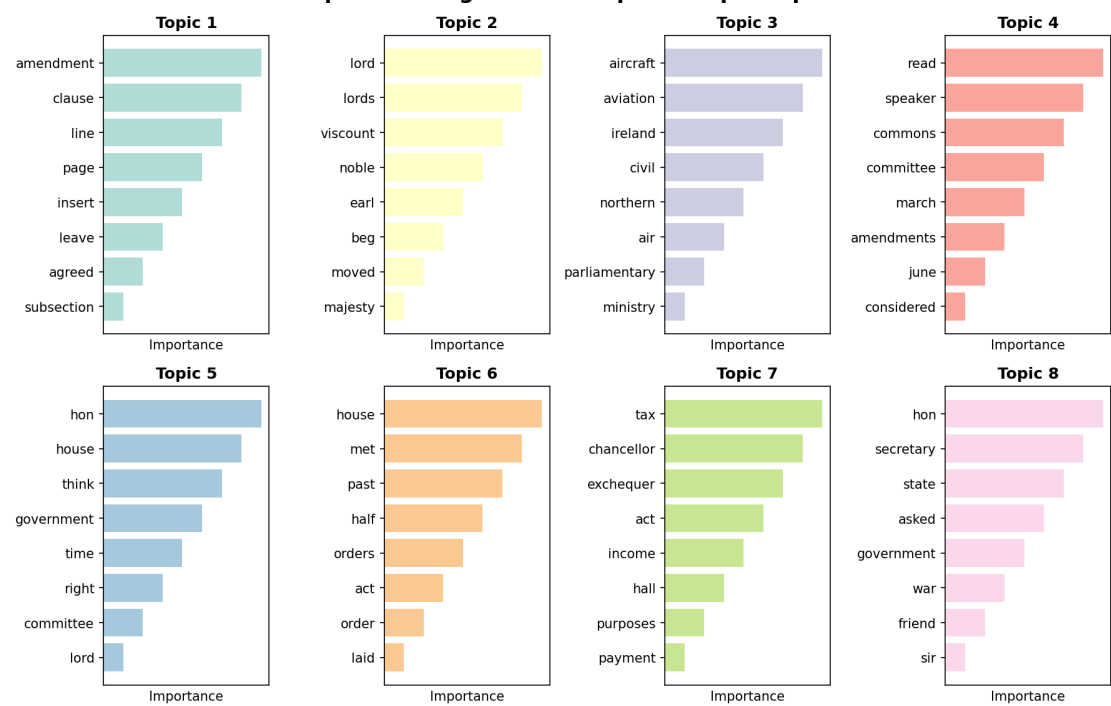 Topic 1
amendment
clause
line
page
insert
leave
agreed
subsection
Importance
Topic 2
lord
lords
viscount
noble
earl
beg
moved
majesty
Importance
Topic 3
aircraft
aviation
ireland
civil
northern
air
parliamentary
ministry
Importance
Topic 4
read
speaker
commons
committee
march
amendments
june
considered
Importance
Topic 5
hon
house
think
government
time
right
committee
lord
Importance
Topic 6
house
met
past
half
orders
act
order
laid
Importance
Topic 7
tax
chancellor
exchequer
act
income
hall
purposes
payment
Importance
Topic 8
hon
secretary
state
asked
government
war
friend
sir
Importance